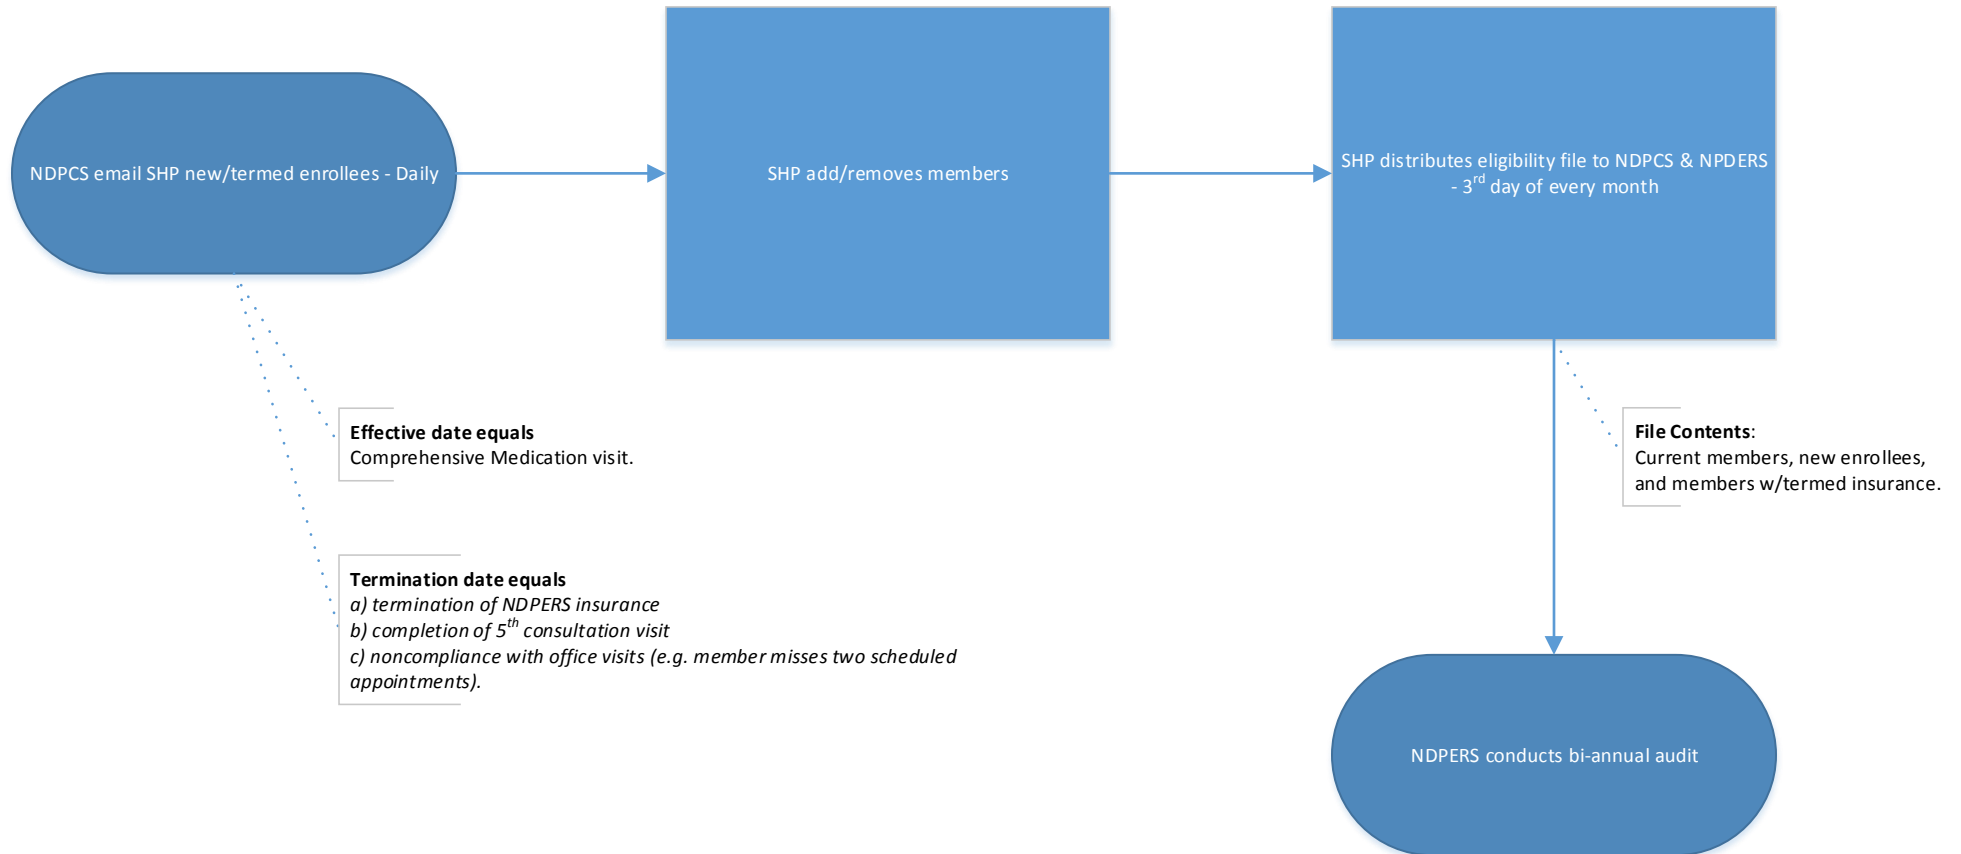 NDPCS email SHP new/termed enrollees - Daily
SHP add/removes members
SHP distributes eligibility file to NDPCS & NPDERS
- 3rd day of every month
Effective date equals
Comprehensive Medication visit.
File Contents:
Current members, new enrollees,
and members w/termed insurance.
Termination date equals
a) termination of NDPERS insurance
b) completion of 5th consultation visit
c) noncompliance with office visits (e.g. member misses two scheduled
appointments).
NDPERS conducts bi-annual audit